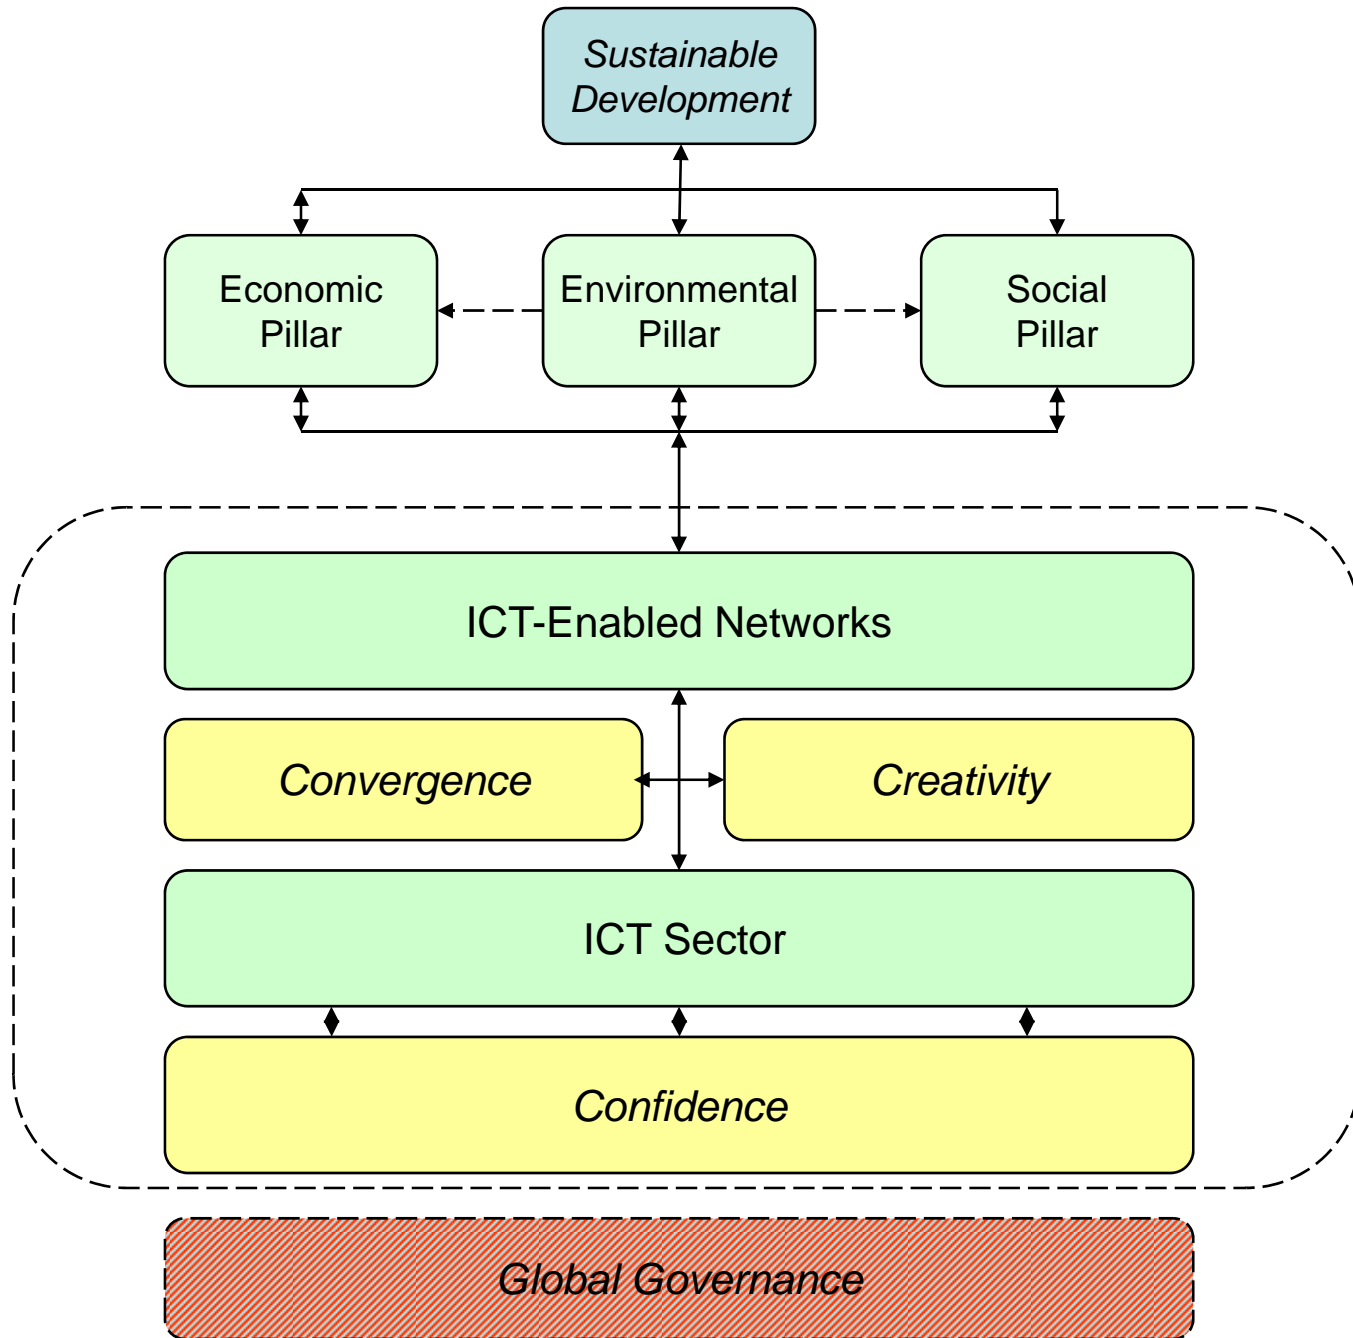 Sustainable
Development
Economic
Pillar
Environmental
Pillar
Social
Pillar
ICT-Enabled Networks
Convergence
Creativity
ICT Sector
Confidence
Global Governance